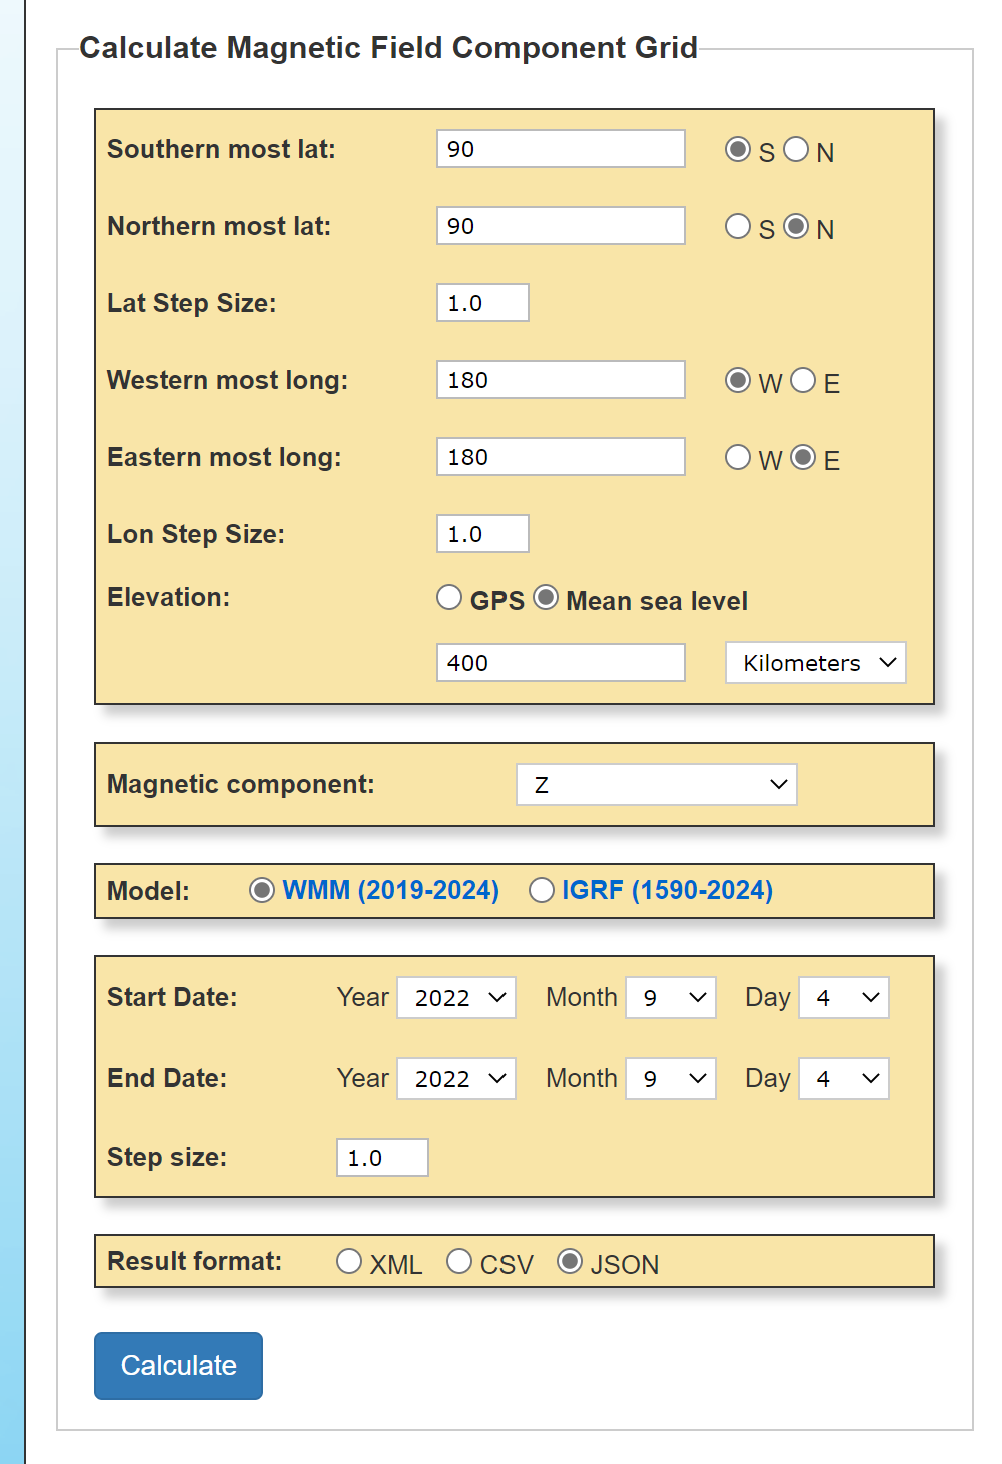 Calculate Magnetic Field Component Grid
Southern most lat: 90 S N
Northern most lat: 90 S N
Lat Step Size: 1.0
Western most long: 180 W E
Eastern most long: 180 W E
Lon Step Size: 1.0
Elevation: GPS Mean sea level
400 Kilometers
Magnetic component: Z
Model: WMM (2019-2024) IGRF (1590-2024)
Start Date: Year 2022 Month 9 Day 4
End Date: Year 2022 Month 9 Day 4
Step size: 1.0
Result format: XML CSV JSON
Calculate